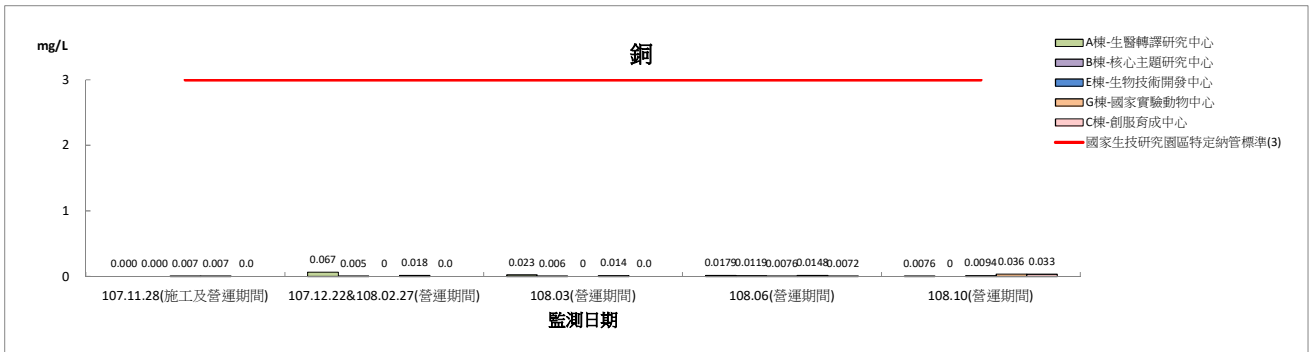 mg/L
銅
A棟-生醫轉譯研究中心
B棟-核心主題研究中心
E棟-生物技術開發中心
G棟-國家實驗動物中心
C棟-創服育成中心
國家生技研究園區特定納管標準(3)
3
2
1
0
0.000 0.000 0.007 0.007 0.0
0.067 0.005 0 0.018 0.0
0.023 0.006 0 0.014 0.0
0.0179 0.0119 0.0076 0.0148 0.0072
0.0076 0 0.0094 0.036 0.033
107.11.28(施工及營運期間) 107.12.22&108.02.27(營運期間) 108.03(營運期間) 108.06(營運期間) 108.10(營運期間)
監測日期